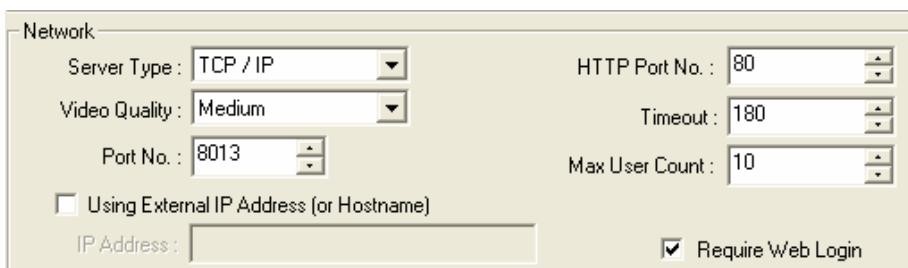 Network
Server Type : TCP / IP
HTTP Port No. : 80
Video Quality : Medium
Timeout : 180
Port No. : 8013
Max User Count : 10
Using External IP Address (or Hostname)
IP Address :
Require Web Login